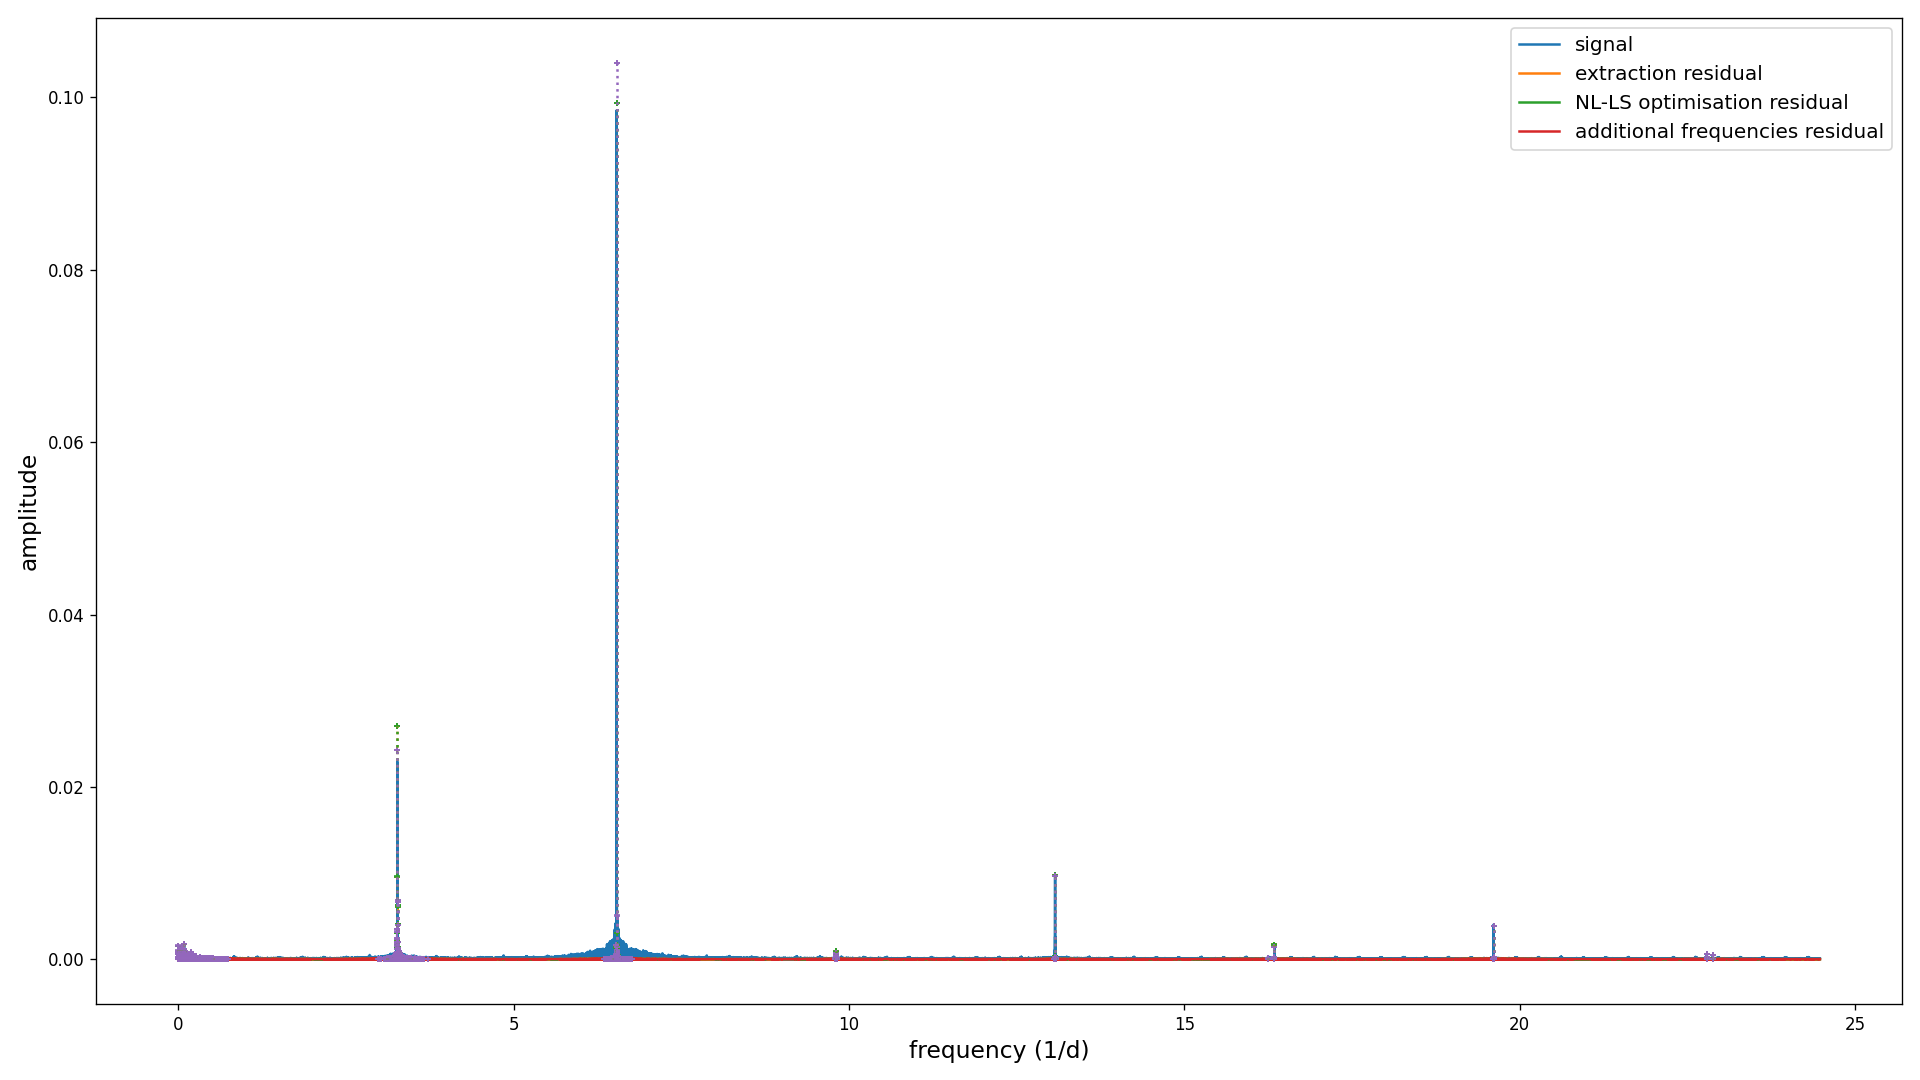 signal
extraction residual
NL-LS optimisation residual
additional frequencies residual
0.10
0.08
0.06
0.04
0.02
0.00
amplitude
0 5 10 15 20 25
frequency (1/d)